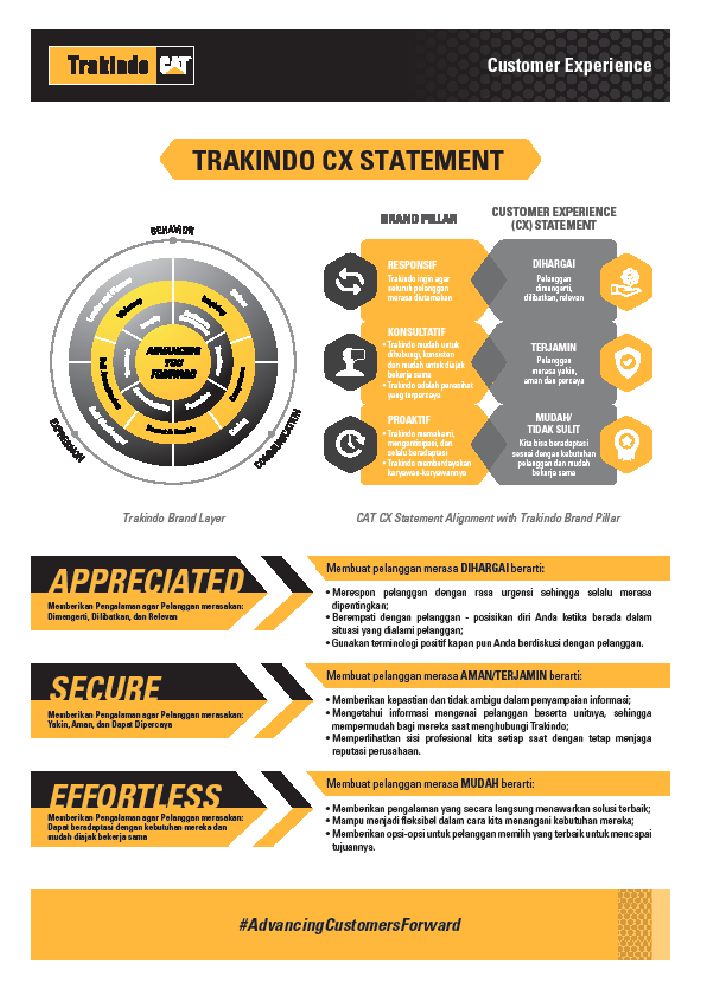 Trakindo CAT
Customer Experience
TRAKINDO CX STATEMENT
BEHAVIOR
EXPRESSION
COMMUNICATION
ADVANCING
YOU
FORWARD
Trakindo Brand Layer
BRAND PILLAR
CUSTOMER EXPERIENCE
(CX) STATEMENT
RESPONSIF
Trakindo ingin agar
seluruh pelanggan
merasa diutamakan
DIHARGAI
Pelanggan
dimengerti,
dilibatkan, relevan
KONSULTATIF
• Trakindo mudah untuk
dihubungi, konsisten
dan mudah untuk diajak
bekerja sama
• Trakindo adalah penasihat
yang terpercaya
TERJAMIN
Pelanggan
merasa yakin,
aman dan percaya
PROAKTIF
• Trakindo memahami,
mengantisipasi, dan
selalu beradaptasi
• Trakindo memberdayakan
karyawan-karyawannya
MUDAH/
TIDAK SULIT
Kita bisa beradaptasi
sesuai dengan kebutuhan
pelanggan dan mudah
bekerja sama
CAT CX Statement Alignment with Trakindo Brand Pillar
APPRECIATED
Memberikan Pengalaman agar Pelanggan merasakan:
Dimengerti, Dilibatkan, dan Relevan
Membuat pelanggan merasa DIHARGAI berarti:
• Merespon pelanggan dengan rasa urgensi sehingga selalu merasa
dipentingkan;
• Berempati dengan pelanggan - posisikan diri Anda ketika berada dalam
situasi yang dialami pelanggan;
• Gunakan terminologi positif kapan pun Anda berdiskusi dengan pelanggan.
SECURE
Memberikan Pengalaman agar Pelanggan merasakan:
Yakin, Aman, dan Dapat Dipercaya
Membuat pelanggan merasa AMAN/TERJAMIN berarti:
• Memberikan kepastian dan tidak ambigu dalam penyampaian informasi;
• Mengetahui informasi mengenai pelanggan beserta unitnya, sehingga
mempermudah bagi mereka saat menghubungi Trakindo;
• Memperlihatkan sisi profesional kita setiap saat dengan tetap menjaga
reputasi perusahaan.
EFFORTLESS
Memberikan Pengalaman agar Pelanggan merasakan:
Dapat beradaptasi dengan kebutuhan mereka dan
mudah diajak bekerja sama
Membuat pelanggan merasa MUDAH berarti:
• Memberikan pengalaman yang secara langsung menawarkan solusi terbaik;
• Mampu menjadi fleksibel dalam cara kita menangani kebutuhan mereka;
• Memberikan opsi-opsi untuk pelanggan memilih yang terbaik untuk mencapai
tujuannya.
#AdvancingCustomersForward